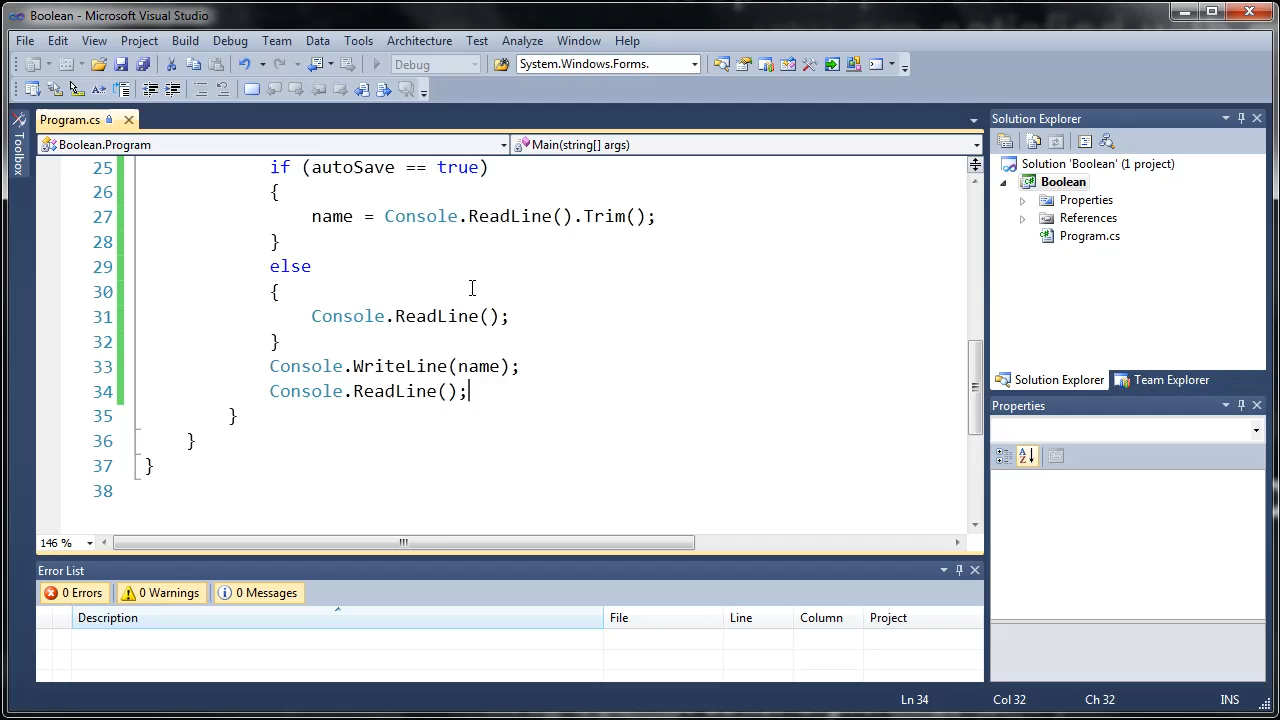 Boolean - Microsoft Visual Studio
File Edit View Project Build Debug Team Data Tools Architecture Test Analyze Window Help
Debug System.Windows.Forms.
Toolbox
Program.cs
Boolean.Program Main(string[] args)
25 if (autoSave == true)
26 {
27 name = Console.ReadLine().Trim();
28 }
29 else
30 {
31 Console.ReadLine();
32 }
33 Console.WriteLine(name);
34 Console.ReadLine();
35 }
36 }
37 }
38
146 %
Error List
0 Errors 0 Warnings 0 Messages
Description File Line Column Project
Solution Explorer
Solution 'Boolean' (1 project)
Boolean
Properties
References
Program.cs
Solution Explorer Team Explorer
Properties
Ln 34 Col 32 Ch 32 INS